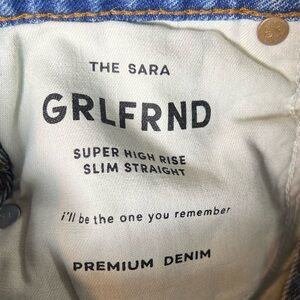 THE SARA
GRLFRND
SUPER HIGH RISE
SLIM STRAIGHT
i'll be the one you remember
PREMIUM DENIM